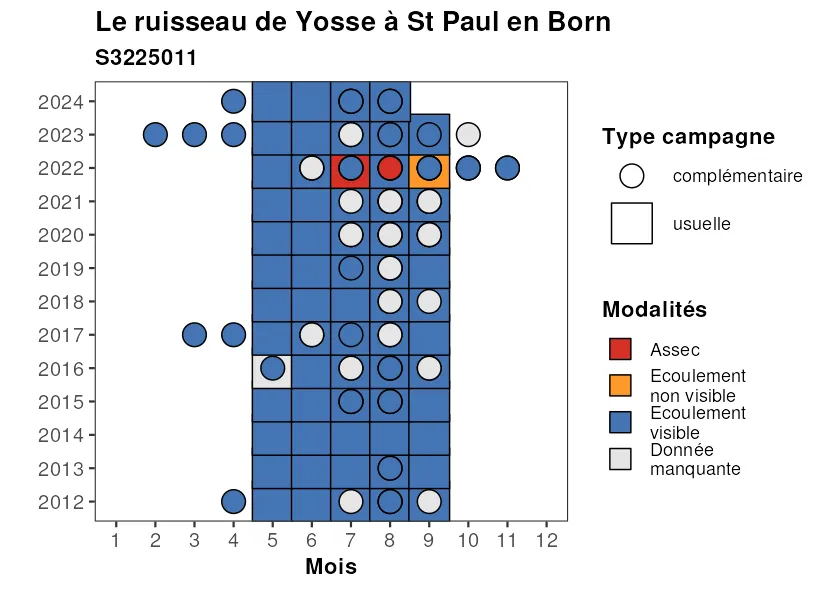 Le ruisseau de Yosse à St Paul en Born
S3225011
2024
2023
2022
2021
2020
2019
2018
2017
2016
2015
2014
2013
2012
1 2 3 4 5 6 7 8 9 10 11 12
Mois
Type campagne
complémentaire
usuelle
Modalités
Assec
Ecoulement
non visible
Ecoulement
visible
Donnée
manquante